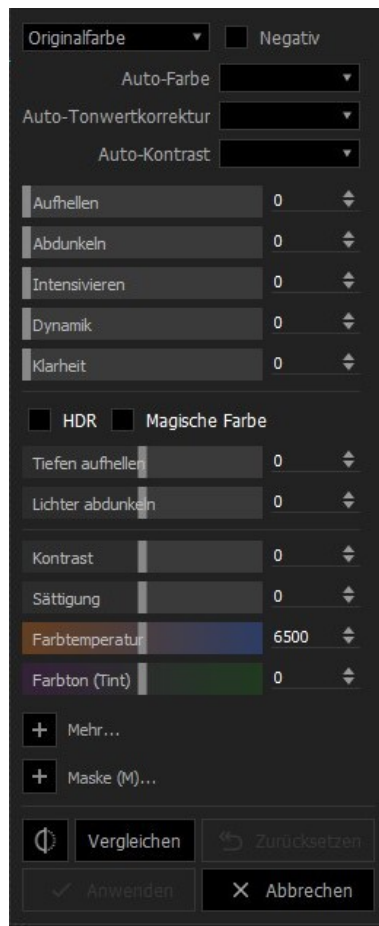 Originalfarbe Negativ
Auto-Farbe
Auto-Tonwertkorrektur
Auto-Kontrast
Aufhellen 0
Abdunkeln 0
Intensivieren 0
Dynamik 0
Klarheit 0
HDR Magische Farbe
Tiefen aufhellen 0
Lichter abdunkeln 0
Kontrast 0
Sättigung 0
Farbtemperatur 6500
Farbton (Tint) 0
Mehr...
Maske (M)...
Vergleichen Zurücksetzen
Anwenden Abbrechen